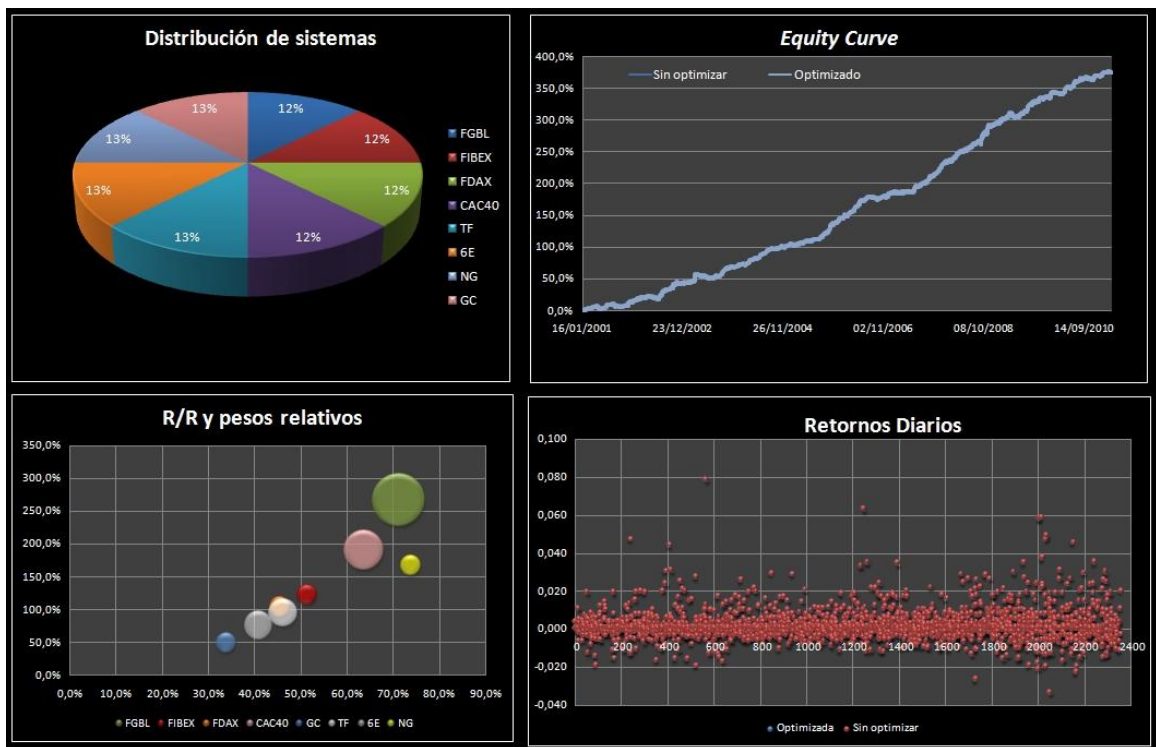 Distribución de sistemas
13%
12%
13%
12%
13%
12%
13%
12%
FGBL
FIBEX
FDAX
CAC40
TF
6E
NG
GC
Equity Curve
400,0%
350,0%
300,0%
250,0%
200,0%
150,0%
100,0%
50,0%
0,0%
Sin optimizar Optimizado
16/01/2001 23/12/2002 26/11/2004 02/11/2006 08/10/2008 14/09/2010
R/R y pesos relativos
350,0%
300,0%
250,0%
200,0%
150,0%
100,0%
50,0%
0,0%
0,0% 10,0% 20,0% 30,0% 40,0% 50,0% 60,0% 70,0% 80,0% 90,0%
FGBL FIBEX FDAX CAC40 GC TF 6E NG
Retornos Diarios
0,100
0,080
0,060
0,040
0,020
0,000
-0,020
-0,040
0 200 400 600 800 1000 1200 1400 1600 1800 2000 2200 2400
Optimizada Sin optimizar